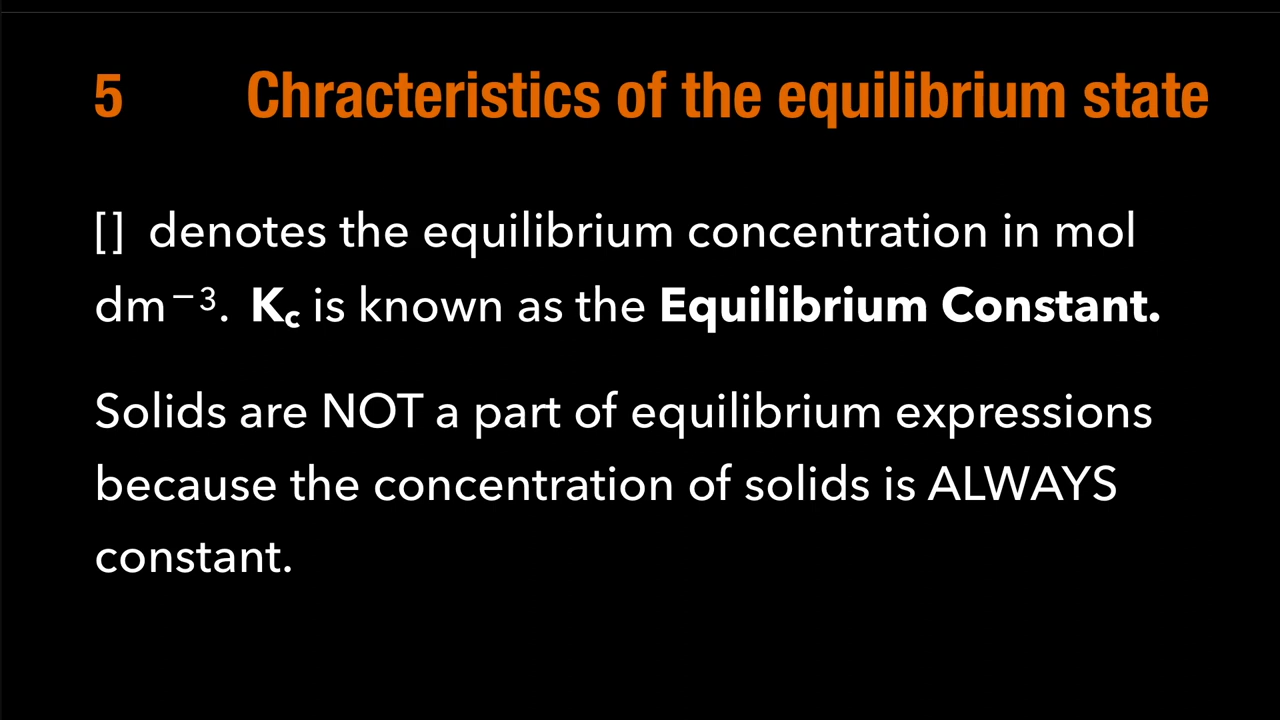 5 Chracteristics of the equilibrium state
[] denotes the equilibrium concentration in mol
dm⁻³. Kc is known as the Equilibrium Constant.
Solids are NOT a part of equilibrium expressions
because the concentration of solids is ALWAYS
constant.